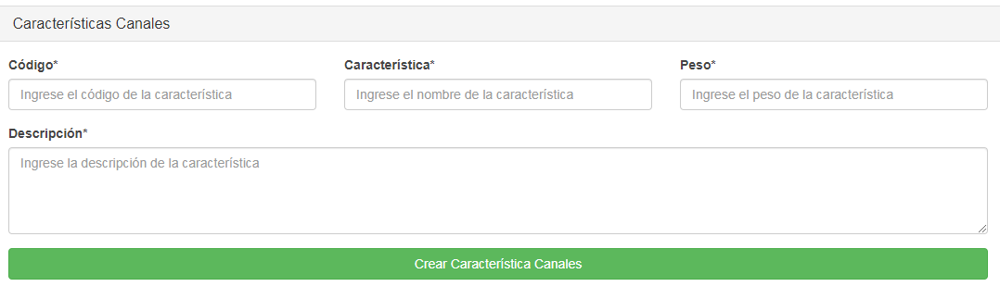 Características Canales
Código* Característica* Peso*
Ingrese el código de la característica Ingrese el nombre de la característica Ingrese el peso de la característica
Descripción*
Ingrese la descripción de la característica
Crear Característica Canales